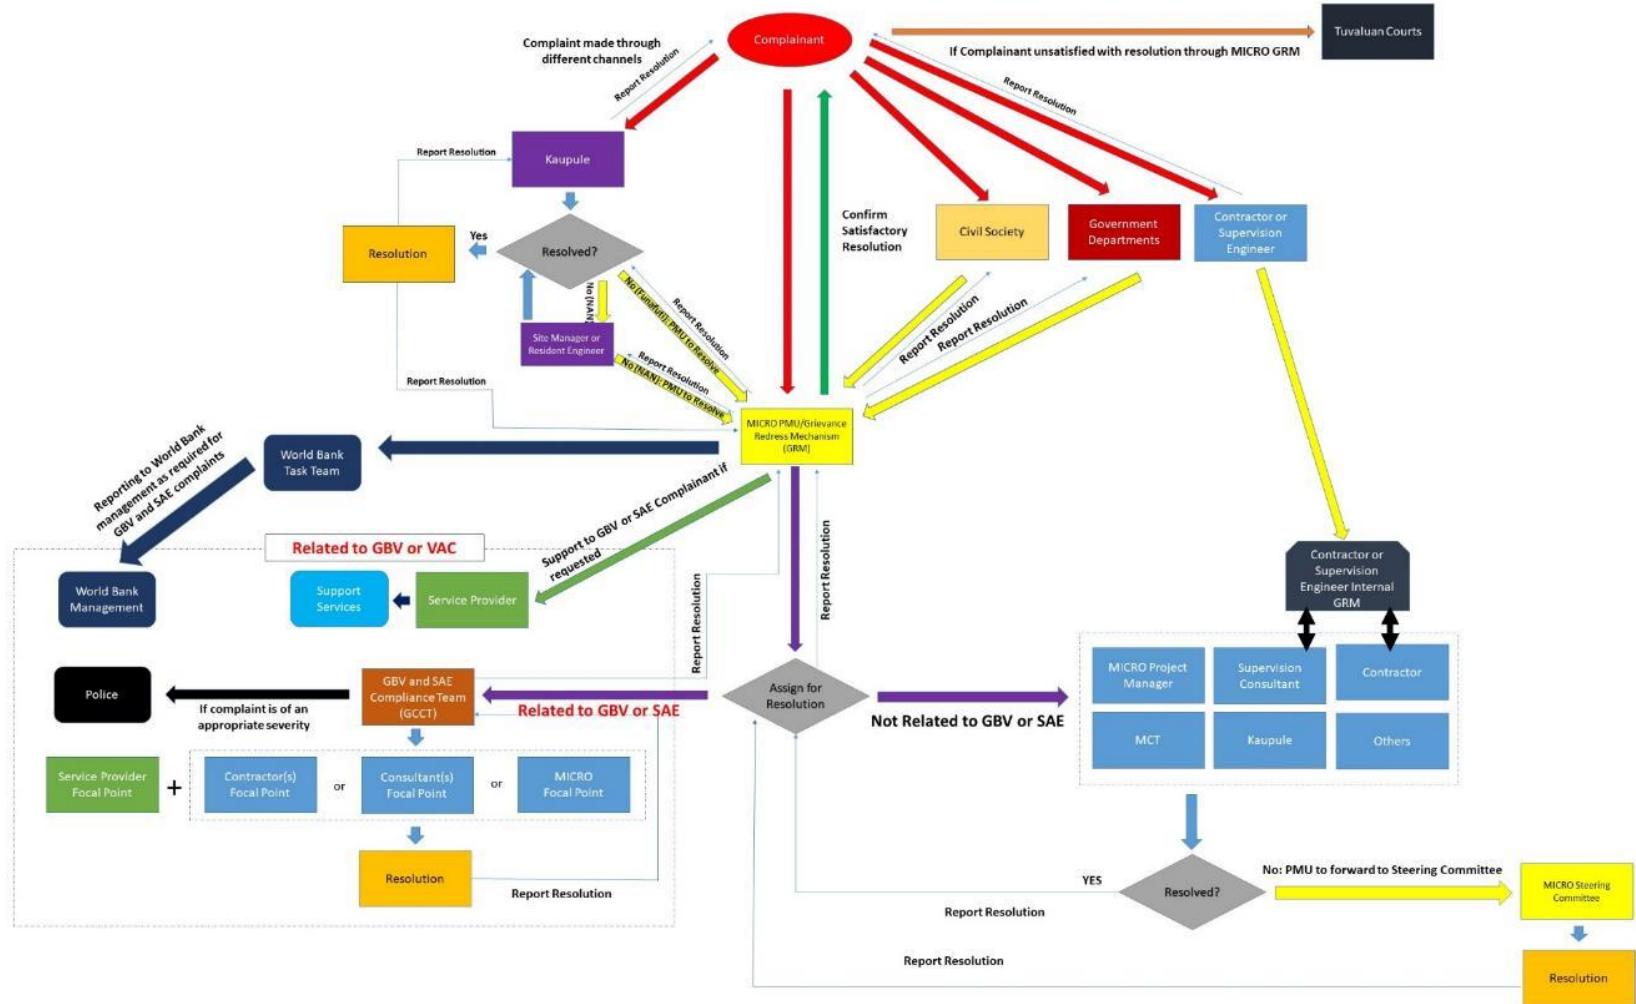 Complainant
Tuvaluan Courts
If Complainant unsatisfied with resolution through MICRO GRM
Complaint made through
different channels
Report Resolution
Report Resolution
Kaupule
Report Resolution
Resolved?
Yes
Resolution
No (NAN)
No (Funafuti): PMU to Resolve
Report Resolution
Site Manager or
Resident Engineer
Report Resolution
No (NAN): PMU to Resolve
Report Resolution
Confirm
Satisfactory
Resolution
Civil Society
Government
Departments
Contractor or
Supervision
Engineer
Report Resolution
Report Resolution
MICRO PMU/Grievance
Redress Mechanism
(GRM)
World Bank
Task Team
Reporting to World Bank
management as required for
GBV and SAE complaints
Support to GBV or SAE Complainant if
requested
Related to GBV or VAC
World Bank
Management
Support
Services
Service Provider
Report Resolution
Report Resolution
Contractor or
Supervision
Engineer Internal
GRM
Police
If complaint is of an
appropriate severity
GBV and SAE
Compliance Team
(GCCT)
Related to GBV or SAE
Assign for
Resolution
Not Related to GBV or SAE
MICRO Project
Manager
Supervision
Consultant
Contractor
MCT
Kaupule
Others
Service Provider
Focal Point
+
Contractor(s)
Focal Point
or
Consultant(s)
Focal Point
or
MICRO
Focal Point
Resolution
Report Resolution
YES
Resolved?
No: PMU to forward to Steering Committee
MICRO Steering
Committee
Report Resolution
Report Resolution
Resolution